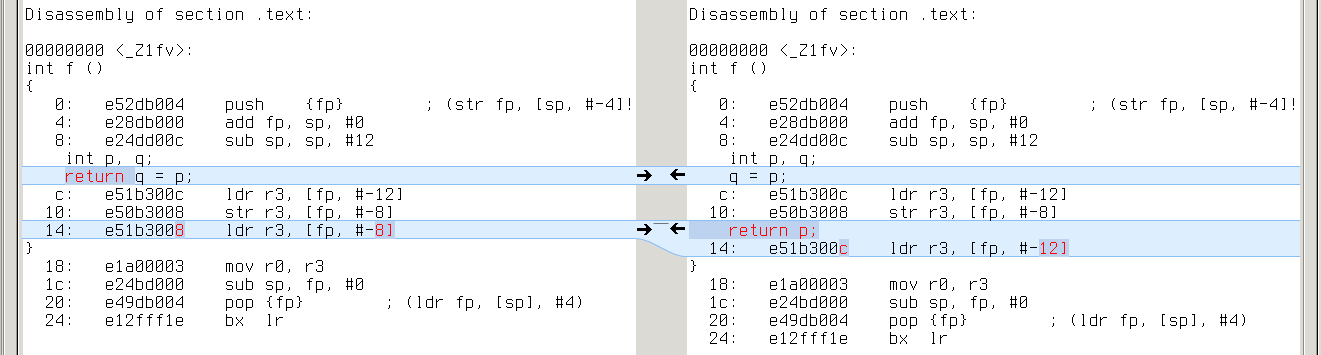 Disassembly of section .text:
00000000 <_Z1fv>:
int f ()
{
0: e52db004 push {fp} ; (str fp, [sp, #-4]!
4: e28db000 add fp, sp, #0
8: e24dd00c sub sp, sp, #12
int p, q;
return q = p;
c: e51b300c ldr r3, [fp, #-12]
10: e50b3008 str r3, [fp, #-8]
14: e51b3008 ldr r3, [fp, #-8]
}
18: e1a00003 mov r0, r3
1c: e24bd000 sub sp, fp, #0
20: e49db004 pop {fp} ; (ldr fp, [sp], #4)
24: e12fff1e bx lr
Disassembly of section .text:
00000000 <_Z1fv>:
int f ()
{
0: e52db004 push {fp} ; (str fp, [sp, #-4]!
4: e28db000 add fp, sp, #0
8: e24dd00c sub sp, sp, #12
int p, q;
q = p;
c: e51b300c ldr r3, [fp, #-12]
10: e50b3008 str r3, [fp, #-8]
return p;
14: e51b300c ldr r3, [fp, #-12]
}
18: e1a00003 mov r0, r3
1c: e24bd000 sub sp, fp, #0
20: e49db004 pop {fp} ; (ldr fp, [sp], #4)
24: e12fff1e bx lr